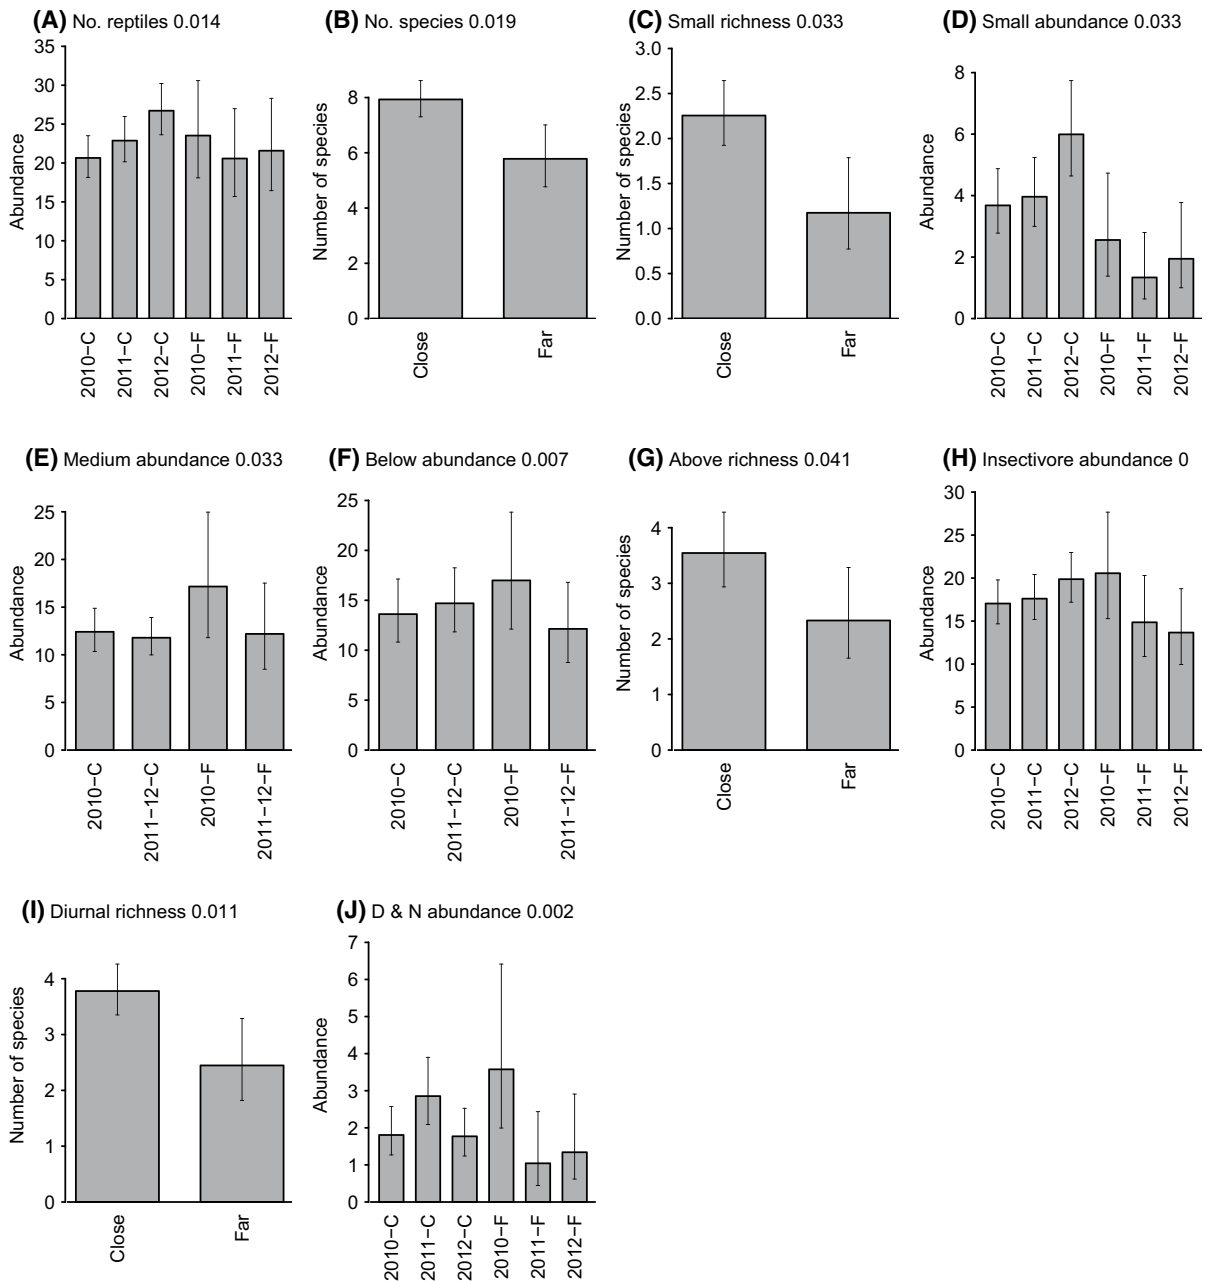 (A) No. reptiles 0.014
Abundance
35
30
25
20
15
10
5
0
2010−C
2011−C
2012−C
2010−F
2011−F
2012−F
(B) No. species 0.019
Number of species
8
6
4
2
0
Close
Far
(C) Small richness 0.033
Number of species
3.0
2.5
2.0
1.5
1.0
0.5
0.0
Close
Far
(D) Small abundance 0.033
Abundance
8
6
4
2
0
2010−C
2011−C
2012−C
2010−F
2011−F
2012−F
(E) Medium abundance 0.033
Abundance
25
20
15
10
5
0
2010−C
2011−12−C
2010−F
2011−12−F
(F) Below abundance 0.007
Abundance
25
20
15
10
5
0
2010−C
2011−12−C
2010−F
2011−12−F
(G) Above richness 0.041
Number of species
4
3
2
1
0
Close
Far
(H) Insectivore abundance 0
Abundance
30
25
20
15
10
5
0
2010−C
2011−C
2012−C
2010−F
2011−F
2012−F
(I) Diurnal richness 0.011
Number of species
4
3
2
1
0
Close
Far
(J) D & N abundance 0.002
Abundance
7
6
5
4
3
2
1
0
2010−C
2011−C
2012−C
2010−F
2011−F
2012−F